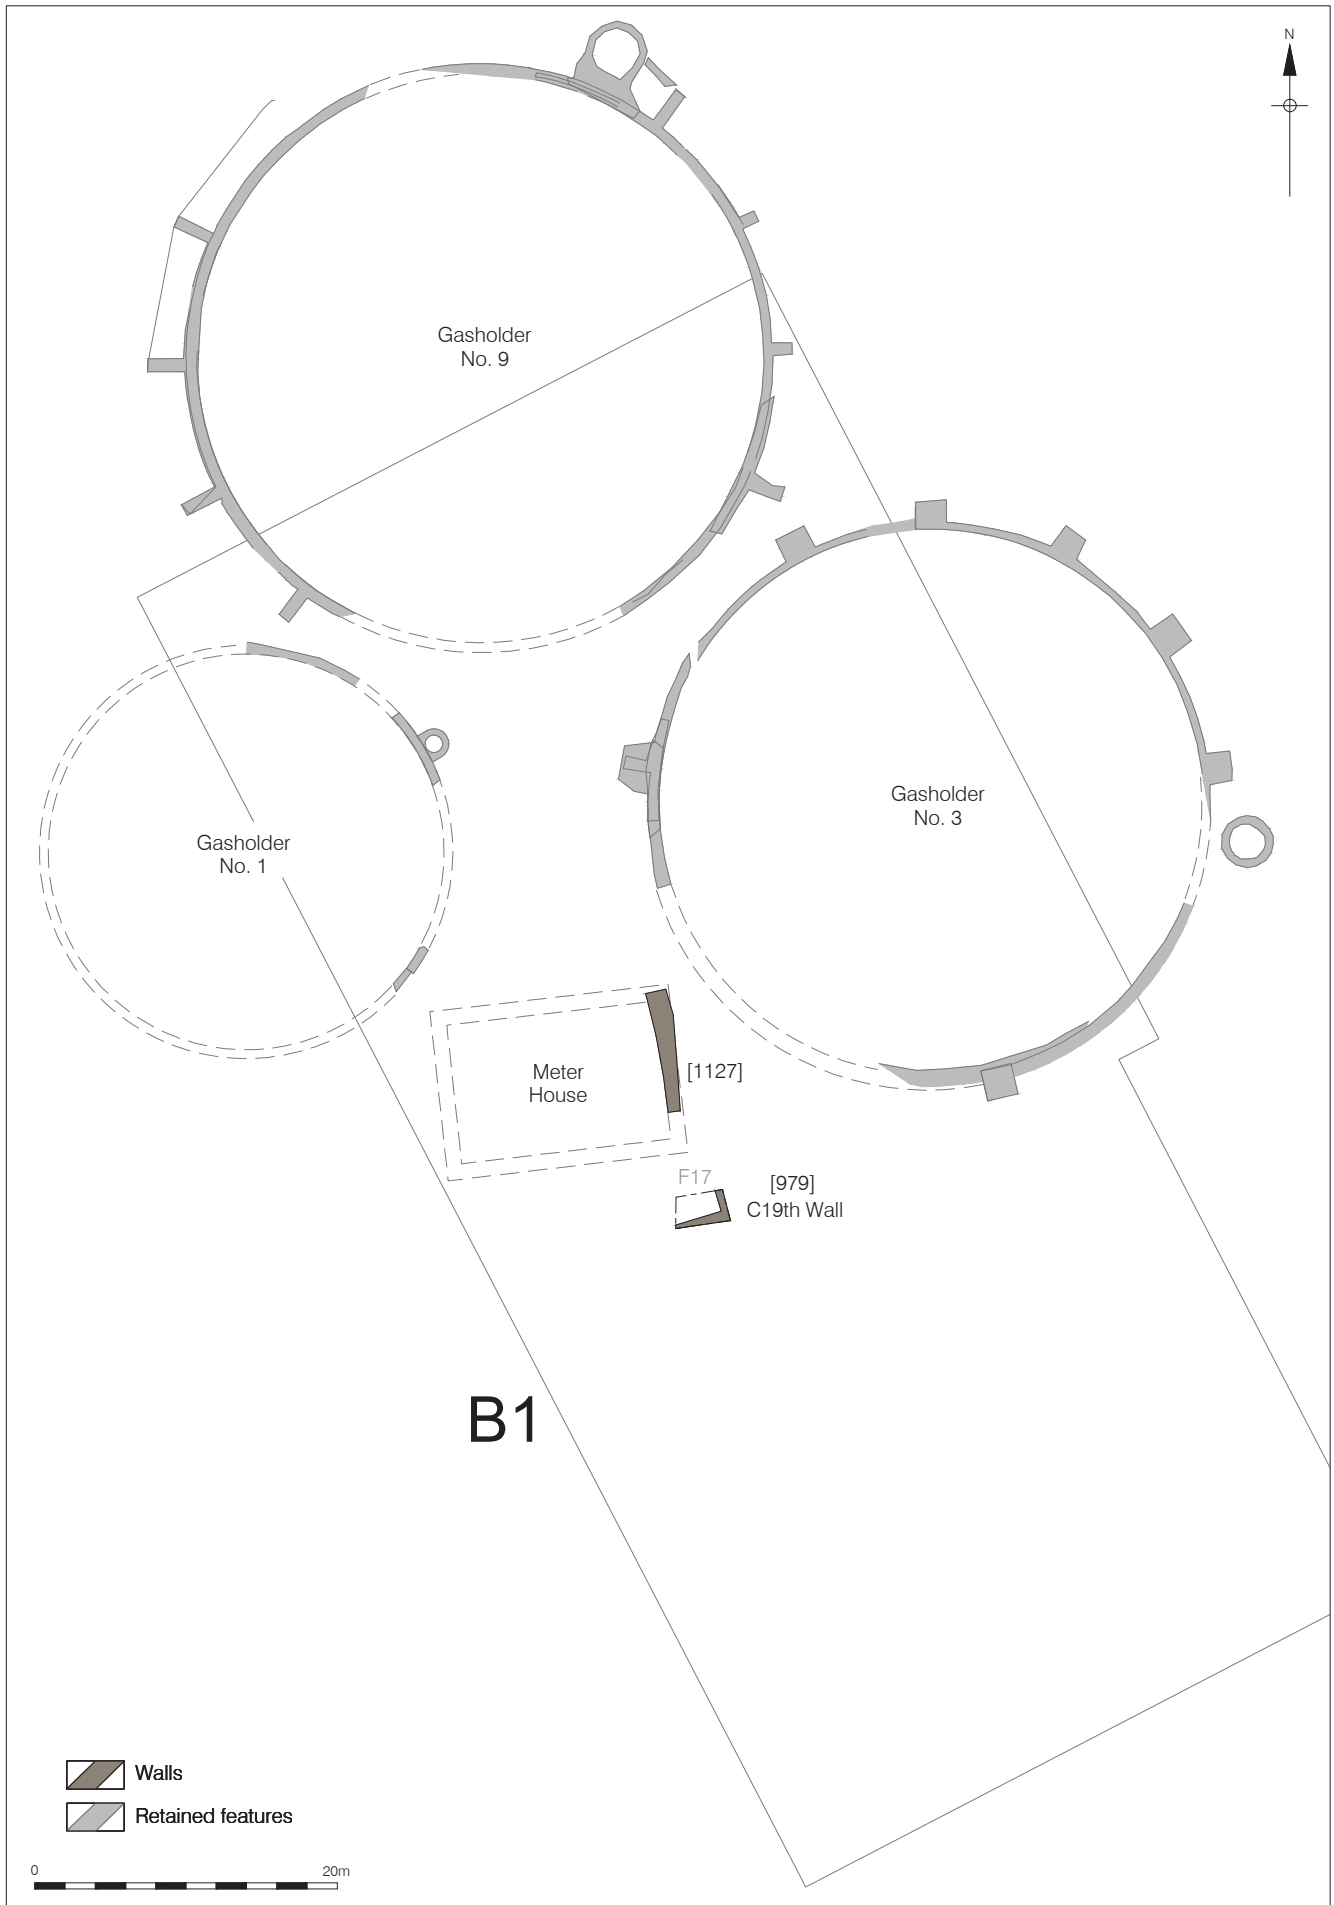 N
Gasholder
No. 9
Gasholder
No. 3
Gasholder
No. 1
Meter
House
[1127]
F17
[979]
C19th Wall
B1
Walls
Retained features
0
20m